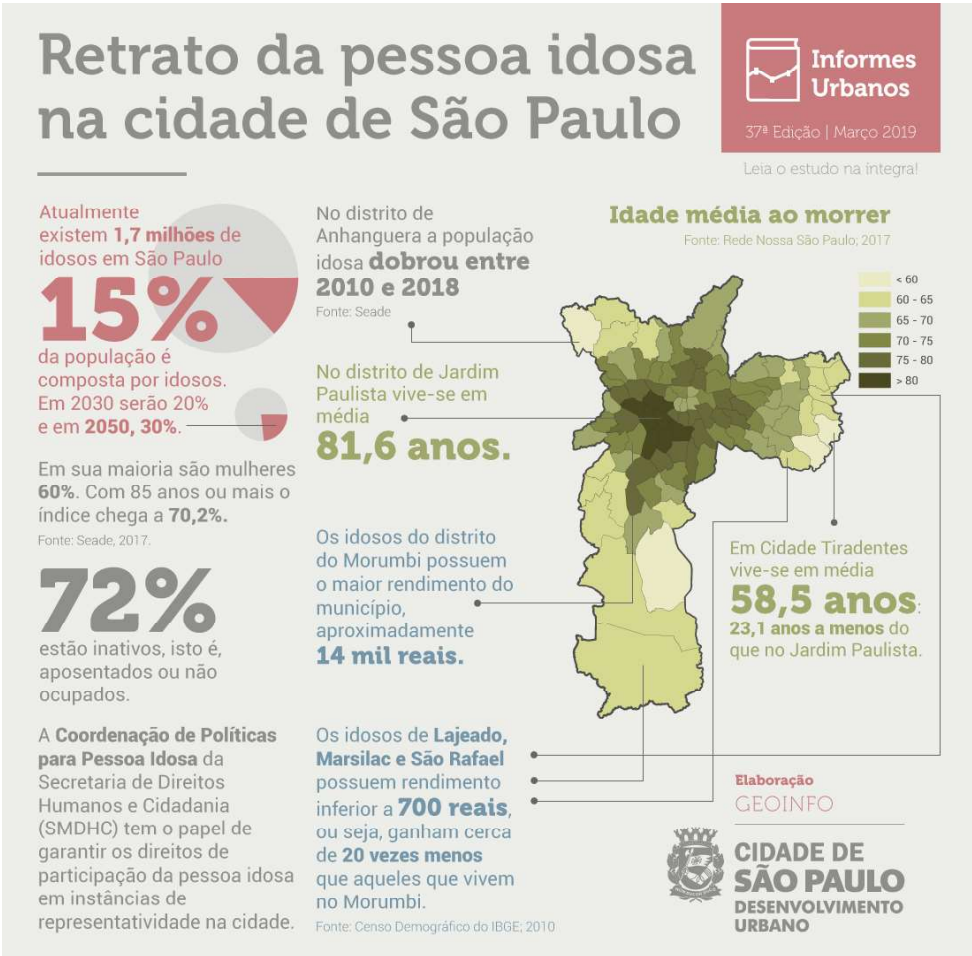 Retrato da pessoa idosa
na cidade de São Paulo
Informes
Urbanos
37ª Edição | Março 2019
Leia o estudo na íntegra!
Atualmente
existem 1,7 milhões de
idosos em São Paulo
15%
da população é
composta por idosos.
Em 2030 serão 20%
e em 2050, 30%.
Em sua maioria são mulheres
60%. Com 85 anos ou mais o
índice chega a 70,2%.
Fonte: Seade, 2017.
72%
estão inativos, isto é,
aposentados ou não
ocupados.
A Coordenação de Políticas
para Pessoa Idosa da
Secretaria de Direitos
Humanos e Cidadania
(SMDHC) tem o papel de
garantir os direitos de
participação da pessoa idosa
em instâncias de
representatividade na cidade.
No distrito de
Anhanguera a população
idosa dobrou entre
2010 e 2018
Fonte: Seade
No distrito de Jardim
Paulista vive-se em
média
81,6 anos.
Os idosos do distrito
do Morumbi possuem
o maior rendimento do
município,
aproximadamente
14 mil reais.
Os idosos de Lajeado,
Marsilac e São Rafael
possuem rendimento
inferior a 700 reais,
ou seja, ganham cerca
de 20 vezes menos
que aqueles que vivem
no Morumbi.
Fonte: Censo Demográfico do IBGE; 2010
Idade média ao morrer
Fonte: Rede Nossa São Paulo; 2017
< 60
60 - 65
65 - 70
70 - 75
75 - 80
> 80
Em Cidade Tiradentes
vive-se em média
58,5 anos:
23,1 anos a menos do
que no Jardim Paulista.
Elaboração
GEOINFO
CIDADE DE
SÃO PAULO
DESENVOLVIMENTO
URBANO